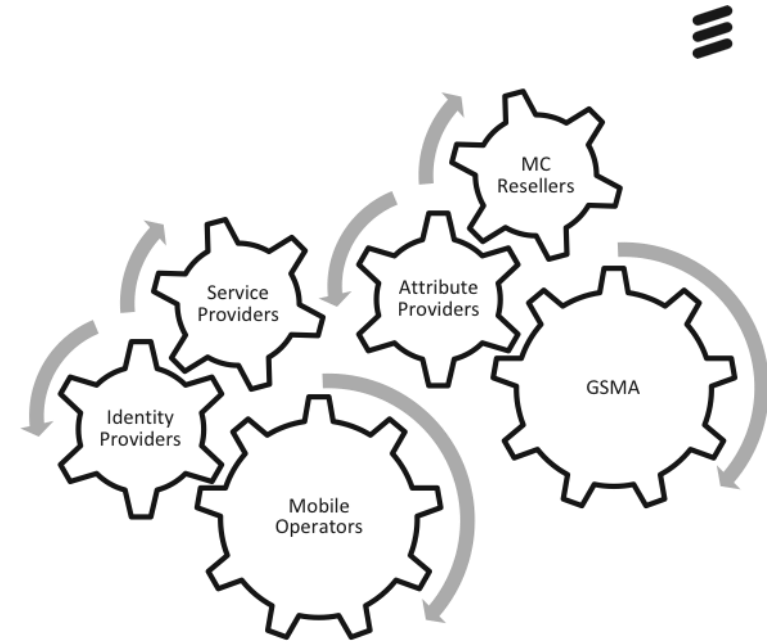 MC
Resellers
Service
Providers
Attribute
Providers
GSMA
Identity
Providers
Mobile
Operators